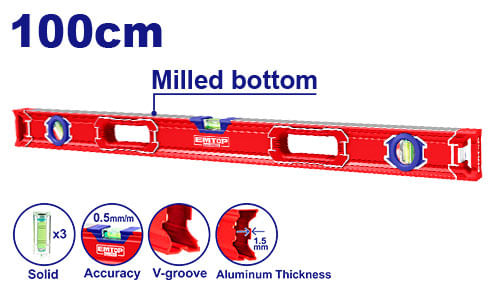 100cm
Milled bottom
EMTOP
x3
0.5mm/m
EMTOP
1.5
mm
Solid
Accuracy
V-groove
Aluminum Thickness